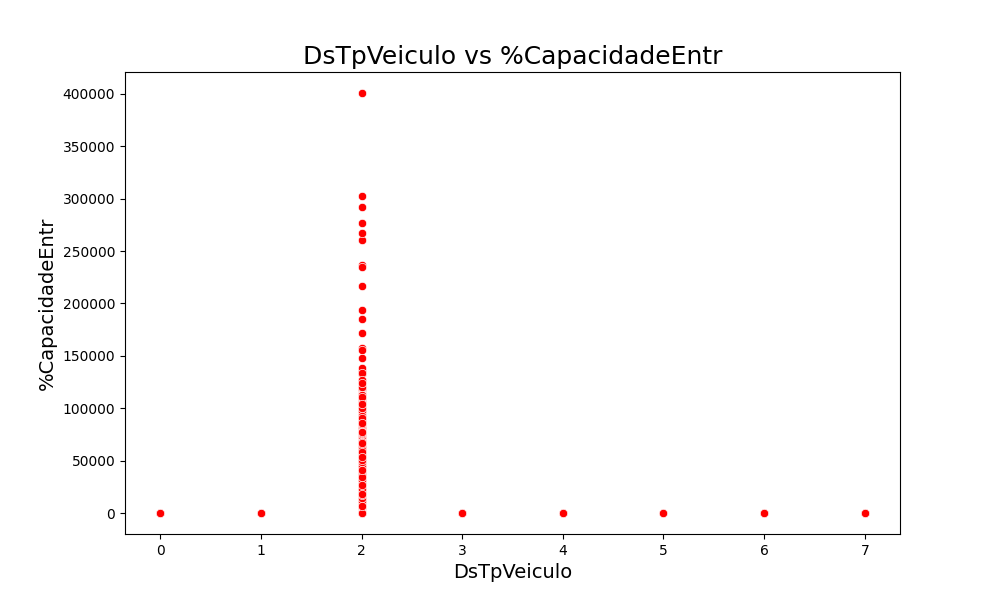 DsTpVeiculo vs %CapacidadeEntr
400000
350000
300000
250000
200000
150000
100000
50000
0
%CapacidadeEntr
0 1 2 3 4 5 6 7
DsTpVeiculo